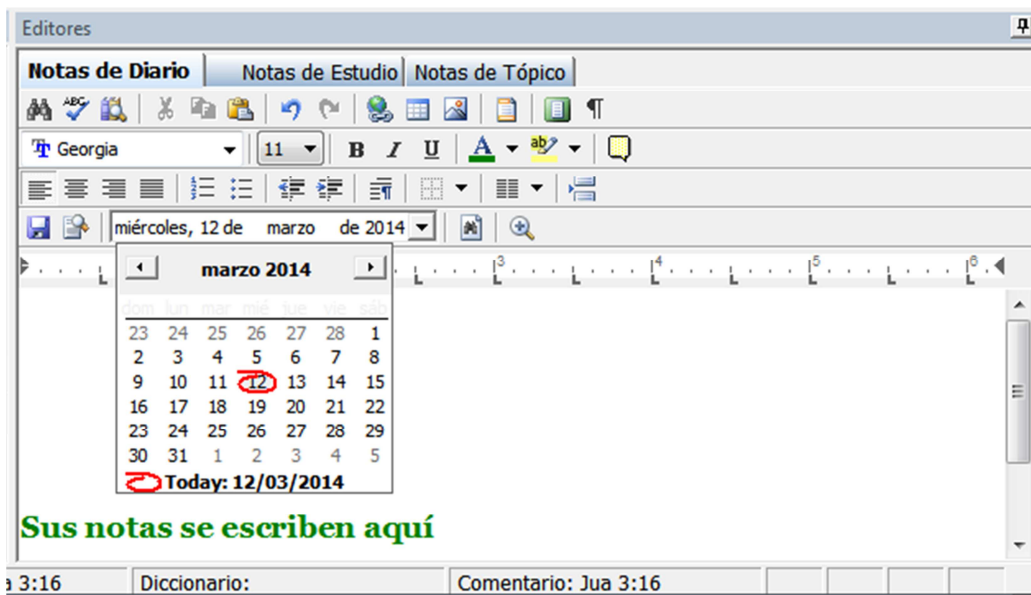 Editores
Notas de Diario Notas de Estudio Notas de Tópico
ABC
Georgia 11 B I U A ab
miércoles, 12 de marzo de 2014
marzo 2014
3 4 5 6
dom lun mar mié jue vie sáb
23 24 25 26 27 28 1
2 3 4 5 6 7 8
9 10 11 12 13 14 15
16 17 18 19 20 21 22
23 24 25 26 27 28 29
30 31 1 2 3 4 5
Today: 12/03/2014
Sus notas se escriben aquí
a 3:16 Diccionario: Comentario: Jua 3:16